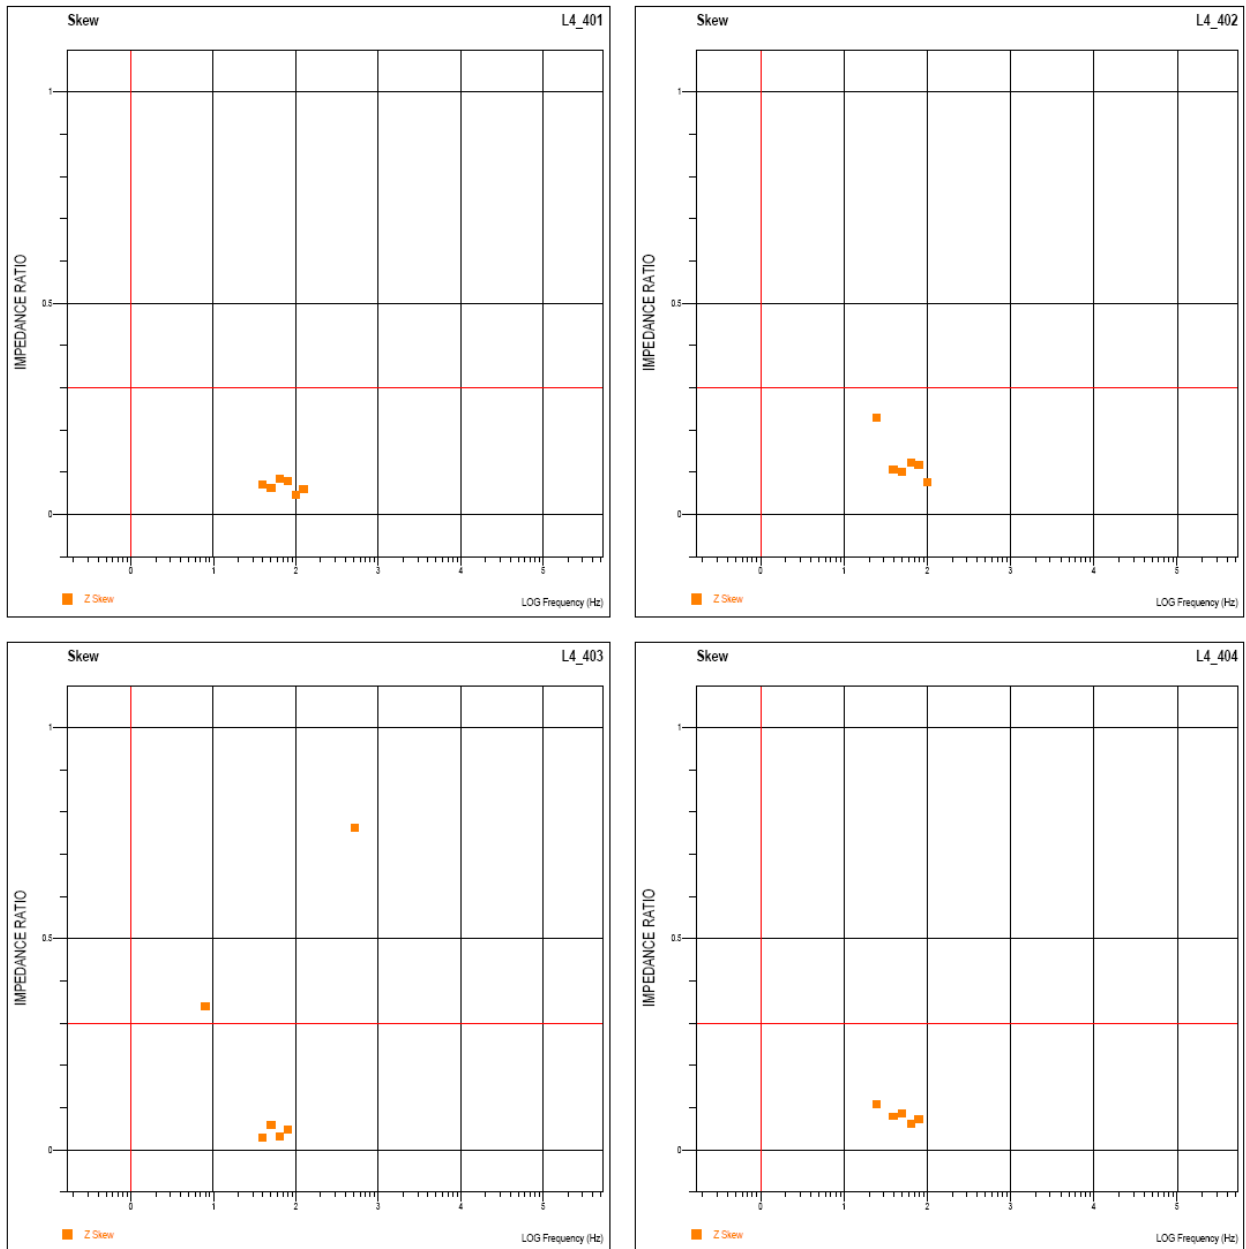 Skew L4_401
IMPEDANCE RATIO
1
0.5
0
0 1 2 3 4 5
Z Skew
LOG Frequency (Hz)
Skew L4_402
IMPEDANCE RATIO
1
0.5
0
0 1 2 3 4 5
Z Skew
LOG Frequency (Hz)
Skew L4_403
IMPEDANCE RATIO
1
0.5
0
0 1 2 3 4 5
Z Skew
LOG Frequency (Hz)
Skew L4_404
IMPEDANCE RATIO
1
0.5
0
0 1 2 3 4 5
Z Skew
LOG Frequency (Hz)